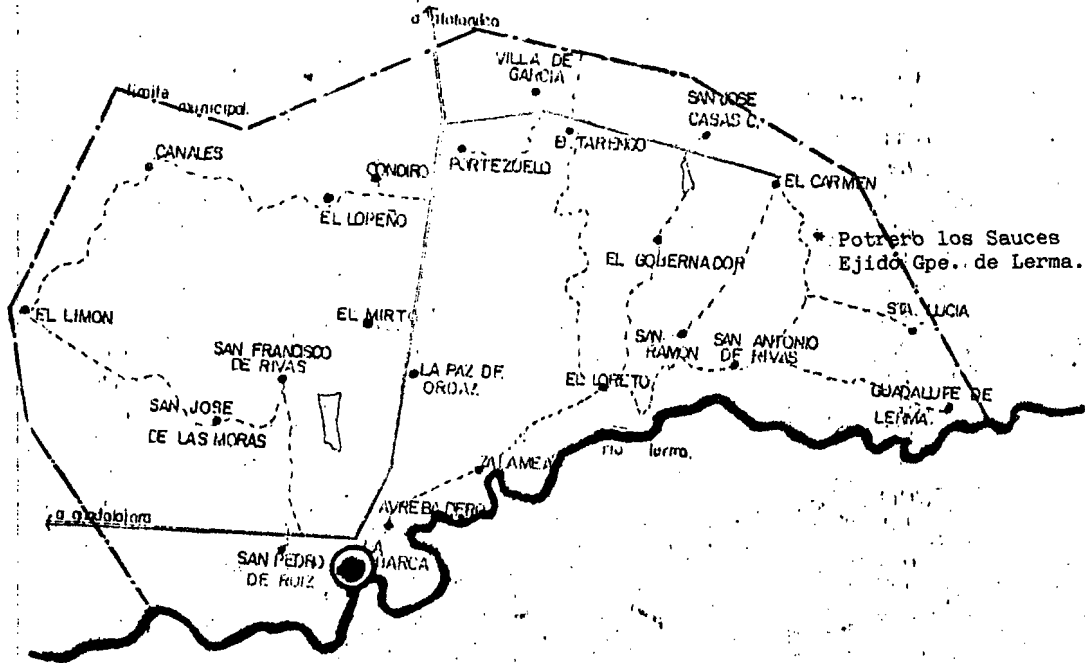 limite
municipal.
VILLA DE
GARCIA
SAN JOSE
CASAS C.
CANALES
CONDIRO
PORTEZUELO
EL TARENGO
EL CARMEN
EL LOPEÑO
* Potrero los Sauces
Ejido Gpe. de Lerma.
EL GOBERNADOR
EL LIMON
EL MIRTO
STA. LUCIA
SAN
RAMON
SAN ANTONIO
DE RIVAS
SAN FRANCISCO
DE RIVAS
LA PAZ DE
ORDAZ
EL LORETO
GUADALUPE DE
LERMA.
SAN JOSE
DE LAS MORAS
rio lerma.
ZALAMEA
a guadalajara
SAN PEDRO
DE RUIZ
LA
BARCA